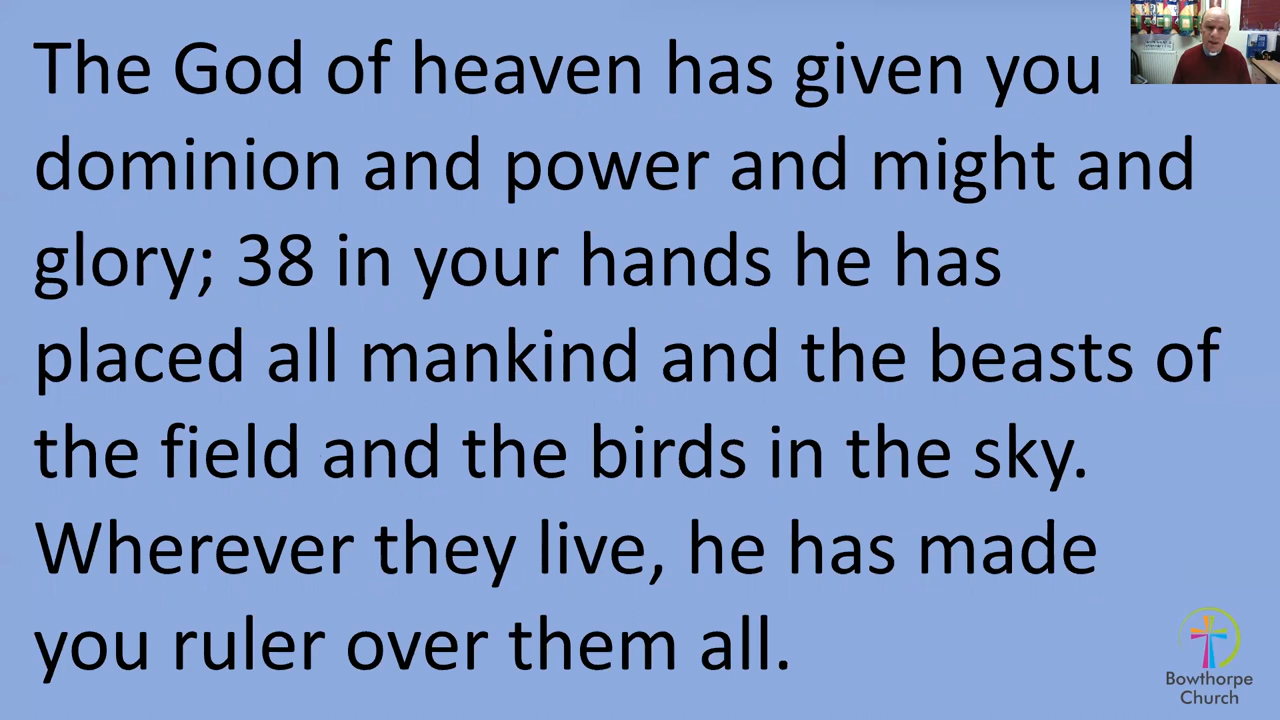 The God of heaven has given you
dominion and power and might and
glory; 38 in your hands he has
placed all mankind and the beasts of
the field and the birds in the sky.
Wherever they live, he has made
you ruler over them all.
Bowthorpe
Church